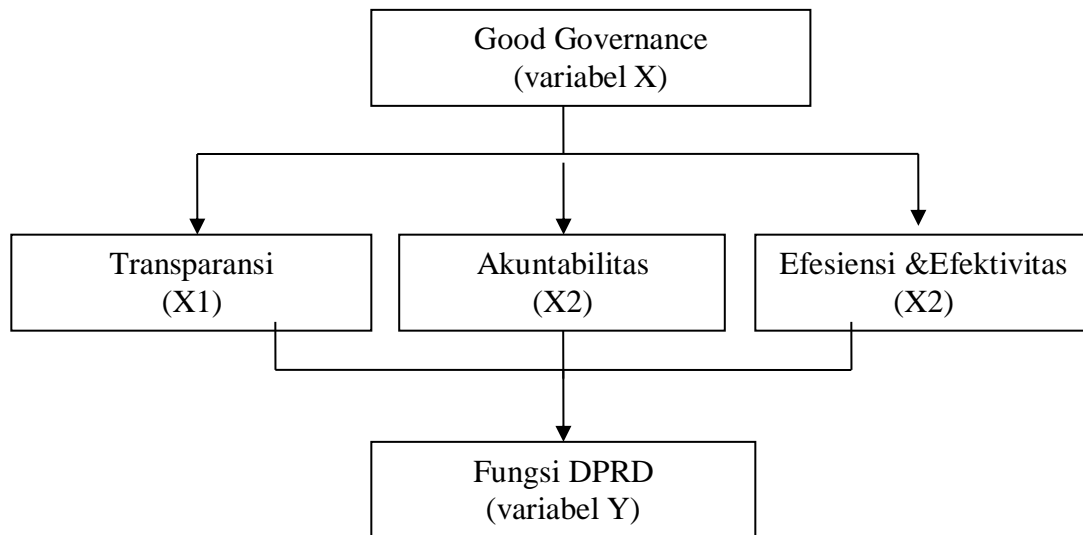 Good Governance
(variabel X)
Transparansi
(X1)
Akuntabilitas
(X2)
Efesiensi &Efektivitas
(X2)
Fungsi DPRD
(variabel Y)